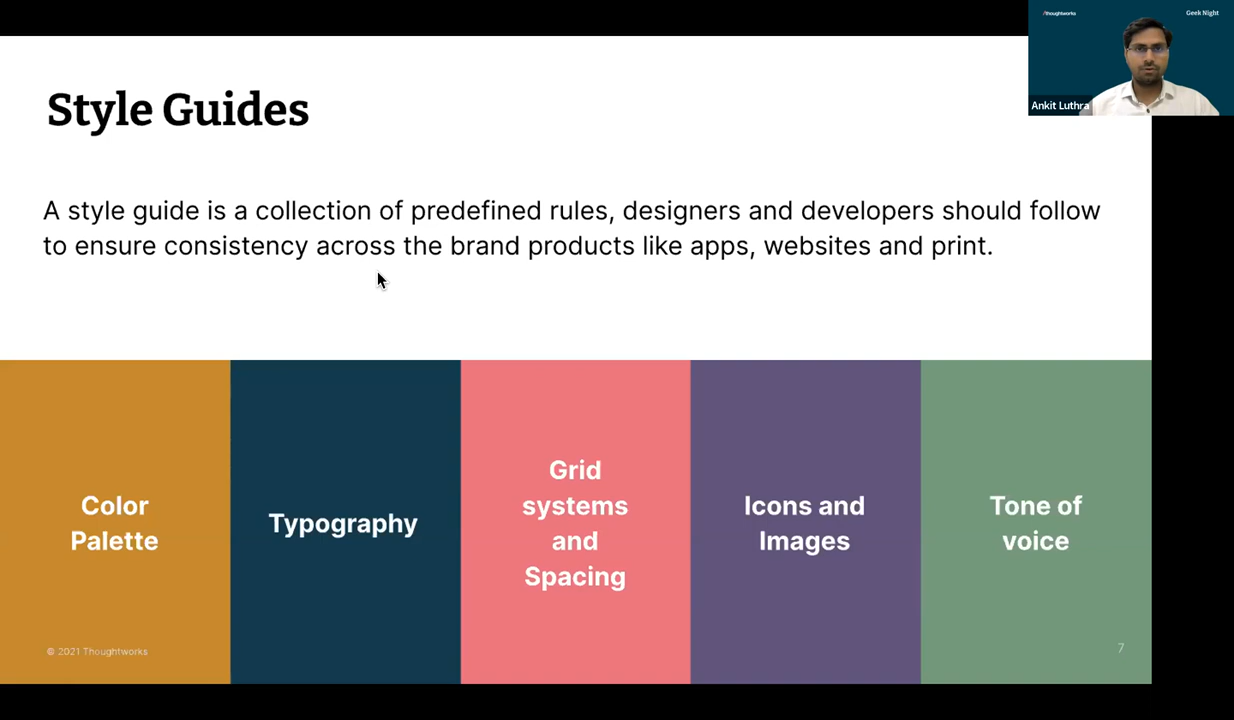 /thoughtworks
Geek Night
Ankit Luthra
Style Guides
A style guide is a collection of predefined rules, designers and developers should follow
to ensure consistency across the brand products like apps, websites and print.
Color
Palette
Typography
Grid
systems
and
Spacing
Icons and
Images
Tone of
voice
© 2021 Thoughtworks
7